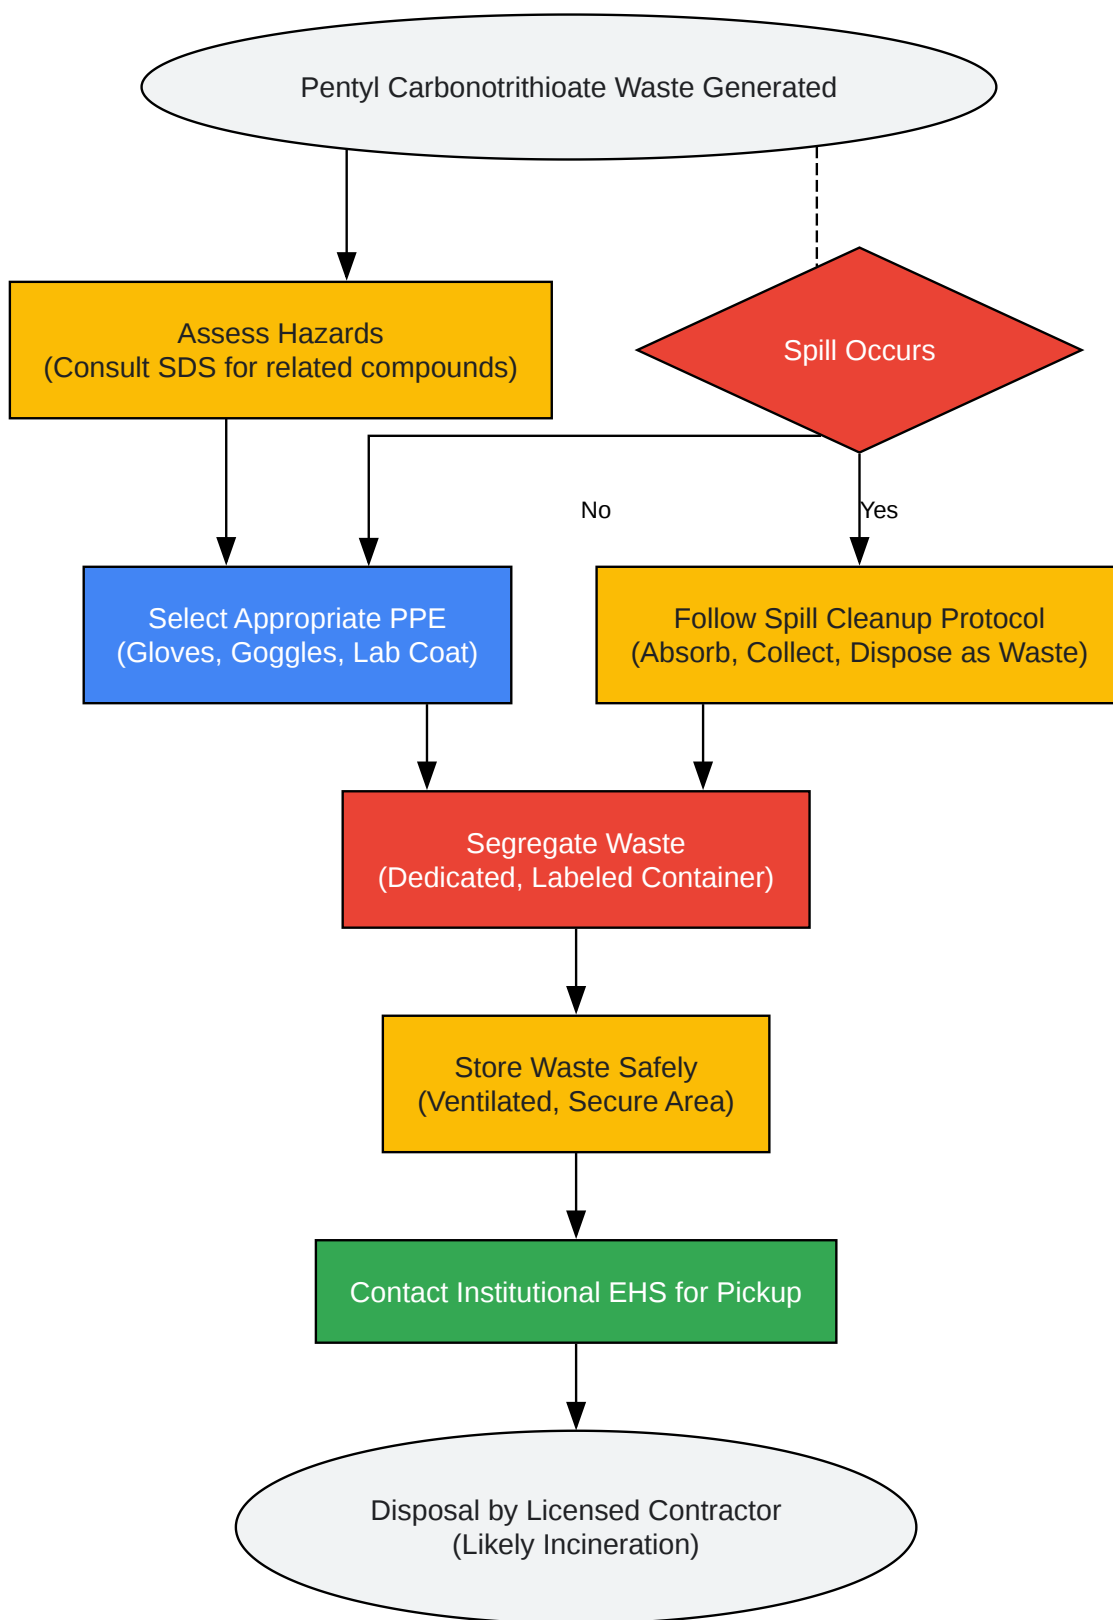 Pentyl Carbonotrithioate Waste Generated
Assess Hazards
(Consult SDS for related compounds)
Spill Occurs
No
Yes
Select Appropriate PPE
(Gloves, Goggles, Lab Coat)
Follow Spill Cleanup Protocol
(Absorb, Collect, Dispose as Waste)
Segregate Waste
(Dedicated, Labeled Container)
Store Waste Safely
(Ventilated, Secure Area)
Contact Institutional EHS for Pickup
Disposal by Licensed Contractor
(Likely Incineration)